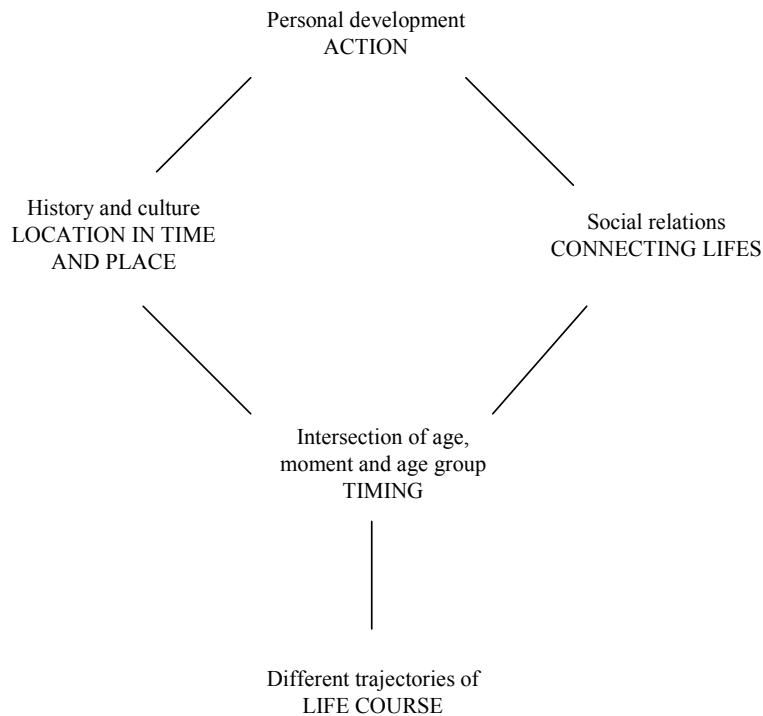 Personal development
ACTION
History and culture
LOCATION IN TIME
AND PLACE
Social relations
CONNECTING LIFES
Intersection of age,
moment and age group
TIMING
Different trajectories of
LIFE COURSE